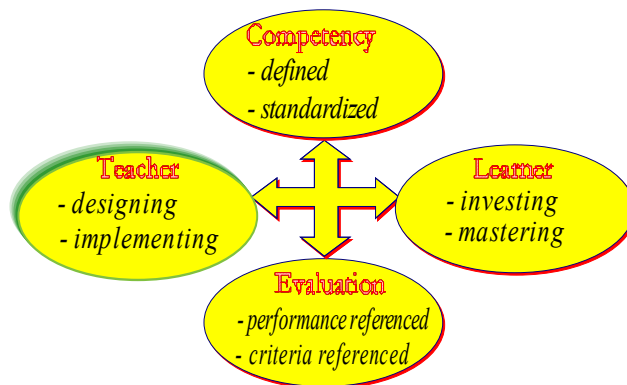 Competency
- defined
- standardized
Teacher
- designing
- implementing
Learner
- investing
- mastering
Evaluation
- performance referenced
- criteria referenced